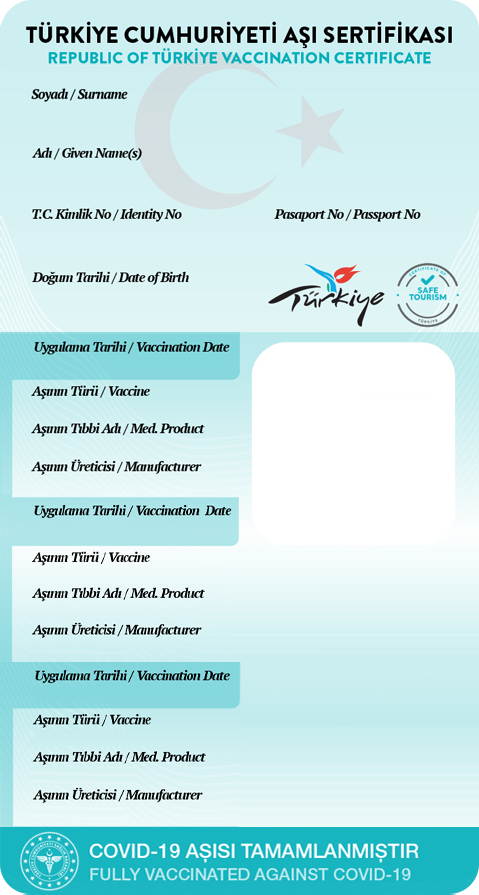 TÜRKİYE CUMHURİYETİ AŞI SERTİFİKASI
REPUBLIC OF TÜRKİYE VACCINATION CERTIFICATE
Soyadı / Surname
Adı / Given Name(s)
T.C. Kimlik No / Identity No
Pasaport No / Passport No
Doğum Tarihi / Date of Birth
Türkiye
CERTIFICATE OF
SAFE
TOURISM
TÜRKİYE
Uygulama Tarihi / Vaccination Date
Aşının Türü / Vaccine
Aşının Tıbbi Adı / Med. Product
Aşının Üreticisi / Manufacturer
Uygulama Tarihi / Vaccination Date
Aşının Türü / Vaccine
Aşının Tıbbi Adı / Med. Product
Aşının Üreticisi / Manufacturer
Uygulama Tarihi / Vaccination Date
Aşının Türü / Vaccine
Aşının Tıbbi Adı / Med. Product
Aşının Üreticisi / Manufacturer
COVID-19 AŞISI TAMAMLANMIŞTIR
FULLY VACCINATED AGAINST COVID-19